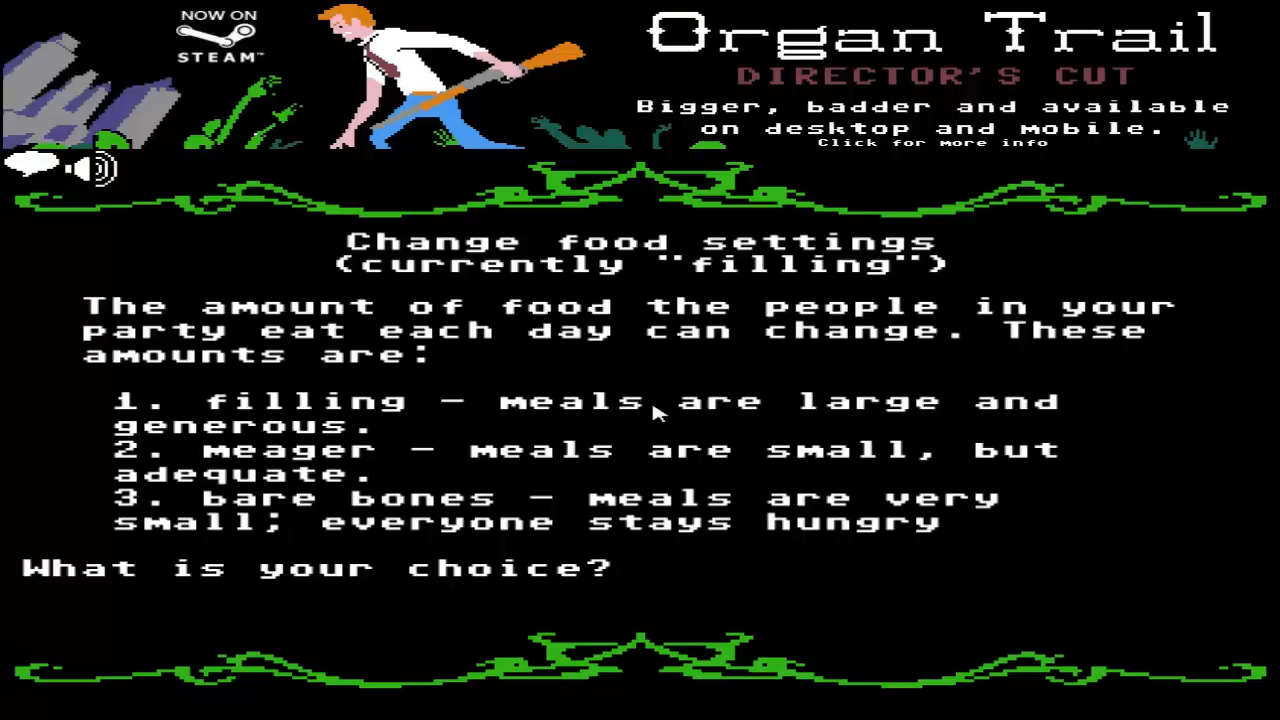 NOW ON
STEAM™
Organ Trail
DIRECTOR'S CUT
Bigger, badder and available
on desktop and mobile.
Click for more info
Change food settings
(currently "filling")
The amount of food the people in your
party eat each day can change. These
amounts are:
1. filling - meals are large and
generous.
2. meager - meals are small, but
adequate.
3. bare bones - meals are very
small; everyone stays hungry
What is your choice?